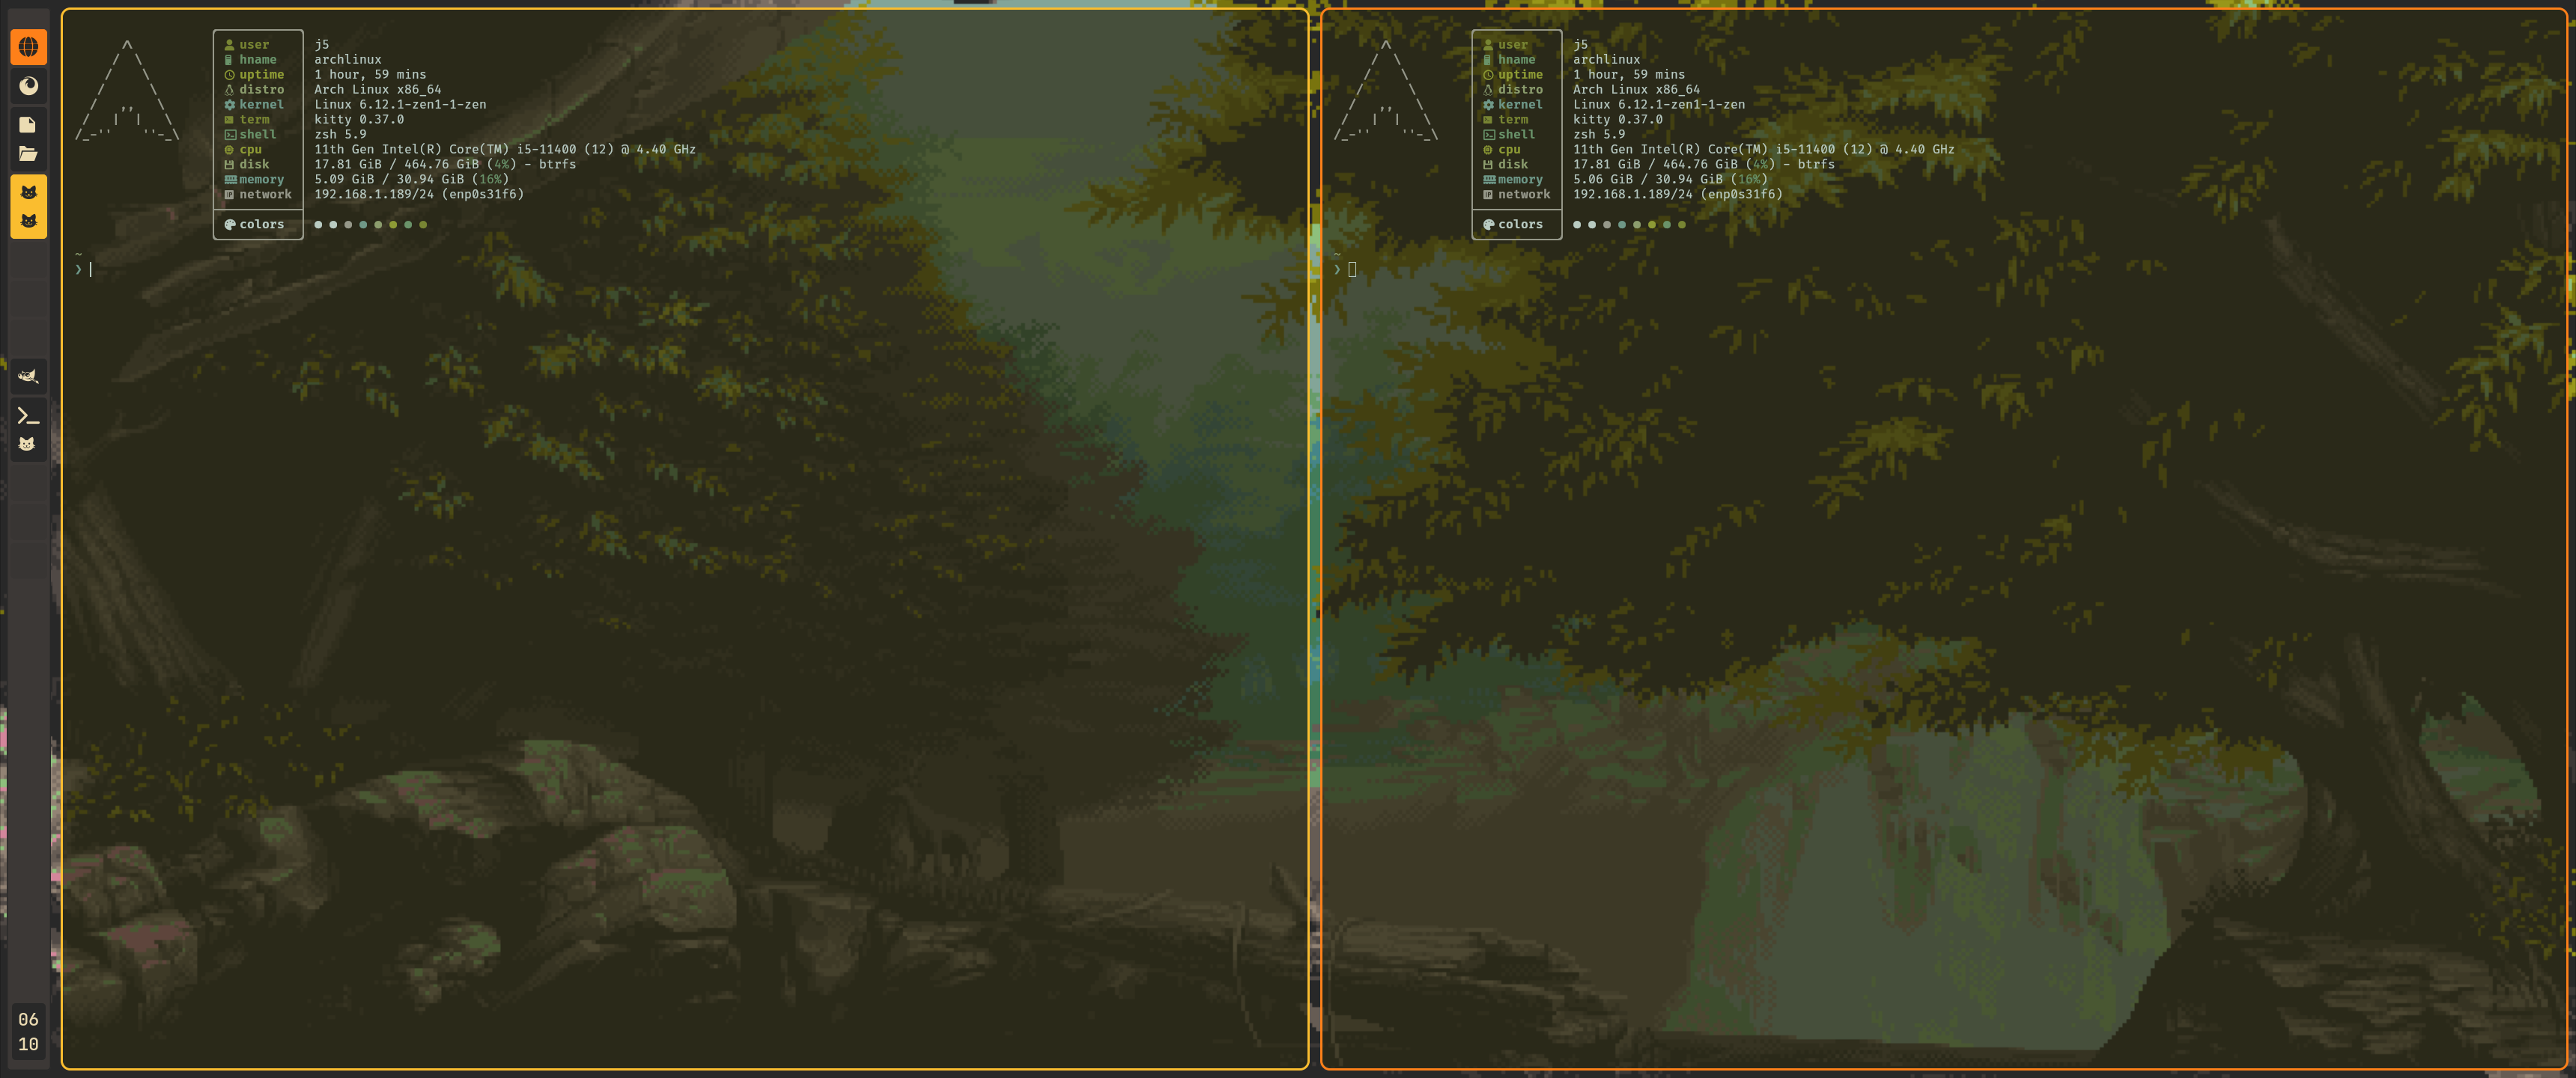 user j5
hname archlinux
uptime 1 hour, 59 mins
distro Arch Linux x86_64
kernel Linux 6.12.1-zen1-1-zen
term kitty 0.37.0
shell zsh 5.9
cpu 11th Gen Intel(R) Core(TM) i5-11400 (12) @ 4.40 GHz
disk 17.81 GiB / 464.76 GiB (4%) - btrfs
memory 5.09 GiB / 30.94 GiB (16%)
network 192.168.1.189/24 (enp0s31f6)
colors
~
❯
user j5
hname archlinux
uptime 1 hour, 59 mins
distro Arch Linux x86_64
kernel Linux 6.12.1-zen1-1-zen
term kitty 0.37.0
shell zsh 5.9
cpu 11th Gen Intel(R) Core(TM) i5-11400 (12) @ 4.40 GHz
disk 17.81 GiB / 464.76 GiB (4%) - btrfs
memory 5.06 GiB / 30.94 GiB (16%)
network 192.168.1.189/24 (enp0s31f6)
colors
~
❯
06
10